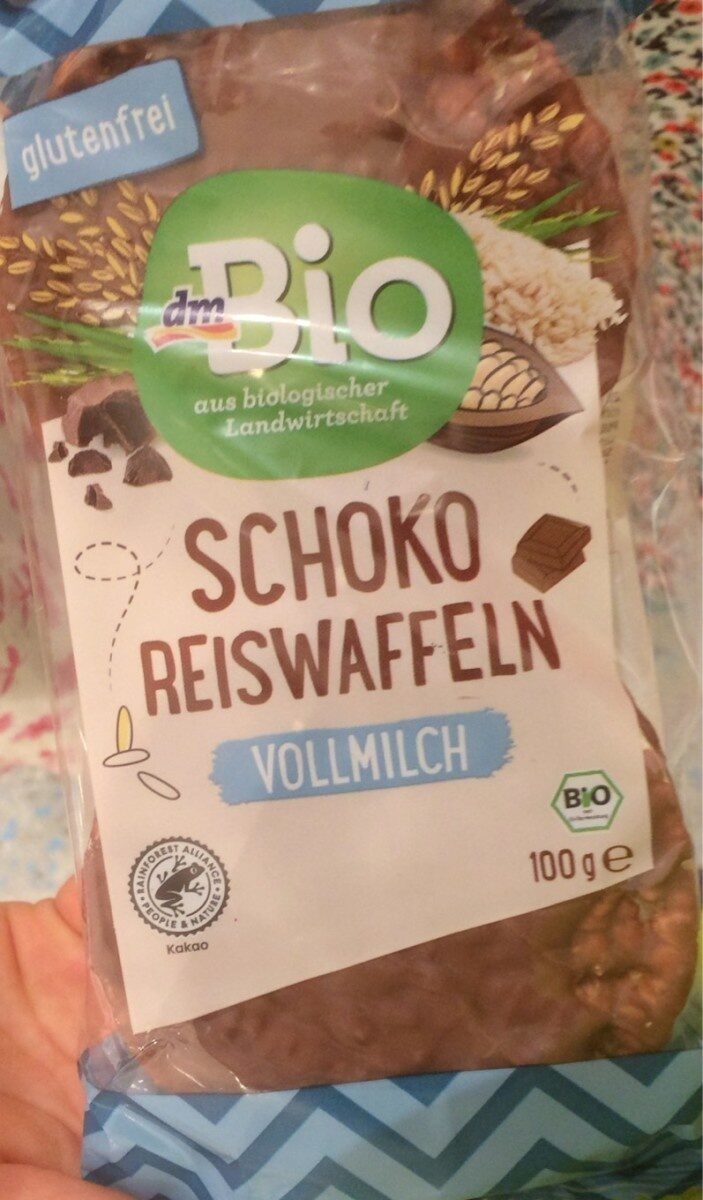 glutenfrei
dm
Bio
aus biologischer
Landwirtschaft
SCHOKO
REISWAFFELN
VOLLMILCH
BiO
100 g e
RAINFOREST ALLIANCE
PEOPLE & NATURE
Kakao